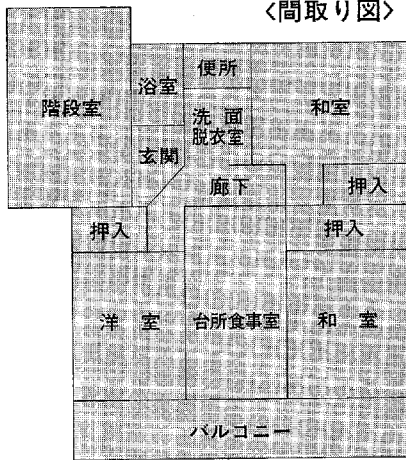 〈間取り図〉
便所
浴室
階段室
洗面
脱衣室
和室
玄関
廊下
押入
押入
押入
洋室
台所食事室
和室
バルコニー